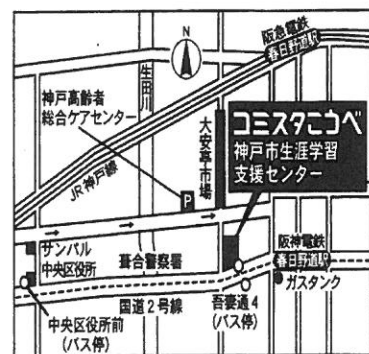 阪急電鉄
春日野道駅
N
生田川
神戸高齢者
総合ケアセンター
大安亭市場
コミスタこうべ
神戸市生涯学習
支援センター
JR神戸線
P
サンパル
中央区役所
葺合警察署
阪神電鉄
春日野道駅
ガスタンク
国道2号線
吾妻通4
(バス停)
中央区役所前
(バス停)